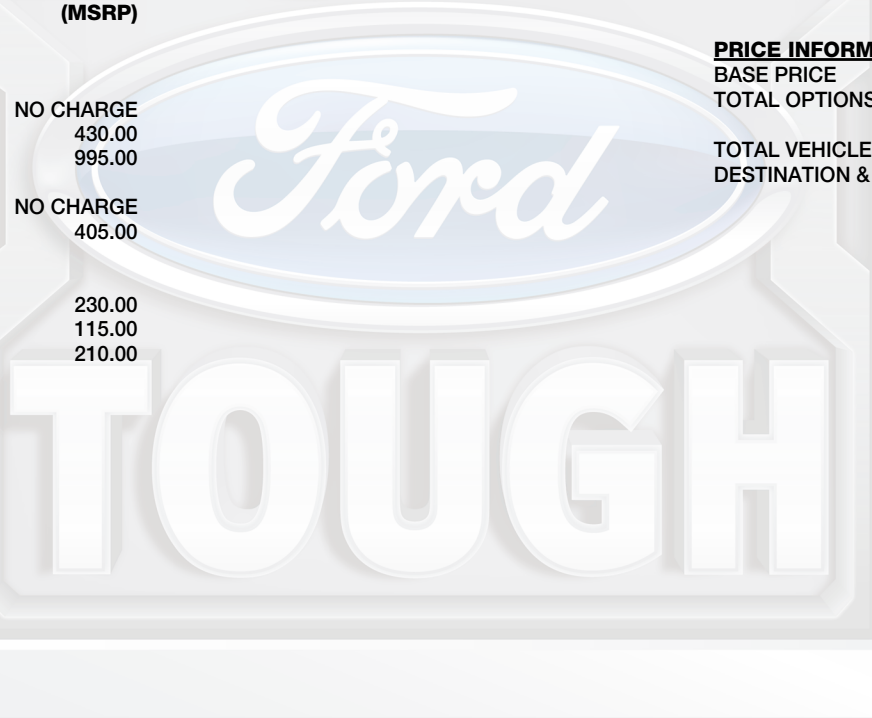 (MSRP)
NO CHARGE
430.00
995.00
NO CHARGE
405.00
230.00
115.00
210.00
PRICE INFORM
BASE PRICE
TOTAL OPTIONS
TOTAL VEHICLE
DESTINATION &
Ford
TOUGH